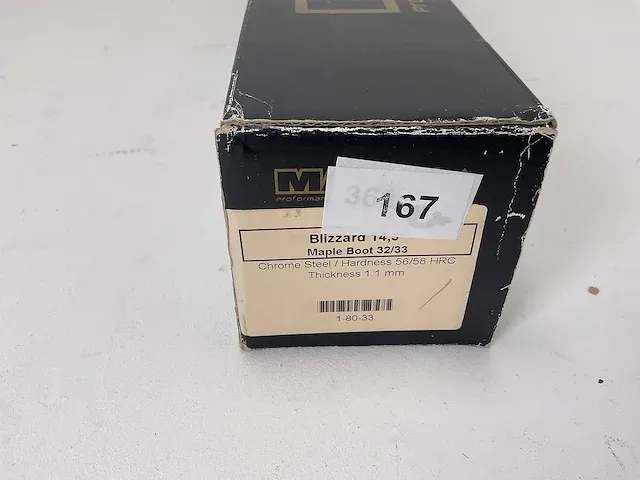 167
Blizzard 14,5
Maple Boot 32/33
Chrome Steel / Hardness 56/58 HRC
Thickness 1.1 mm
1-80-33